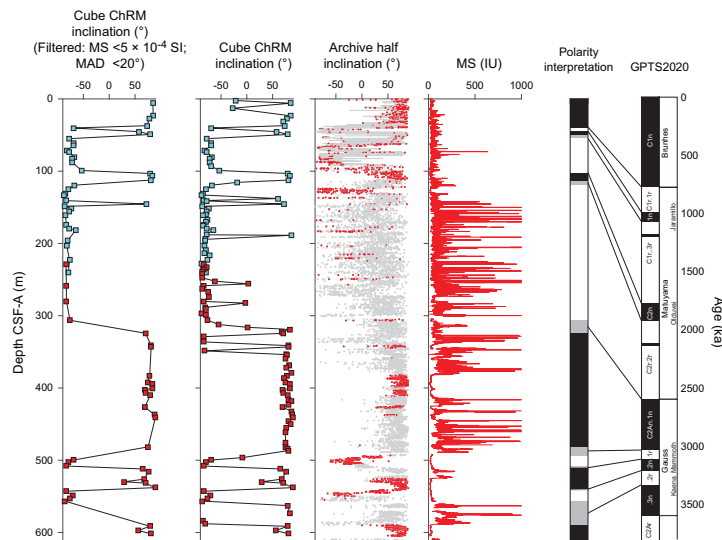 Cube ChRM
inclination (°)
(Filtered: MS <5 × 10⁻⁴ SI;
MAD <20°)
-50 0 50
Cube ChRM
inclination (°)
-50 0 50
Archive half
inclination (°)
-50 0 50
MS (IU)
0 500 1000
Polarity
interpretation
GPTS2020
Depth CSF-A (m)
0
100
200
300
400
500
600
C1n
C1r.1r
1n
C1r..3r
C2n
C2r.2r
C2An.1n
.1r
.2n
.2r
.3n
C2Ar
Brunhes
Jaramillo
Matuyama
Olduvai
Gauss
Kaena
Mammoth
0
500
1000
1500
2000
2500
3000
3500
Age (ka)